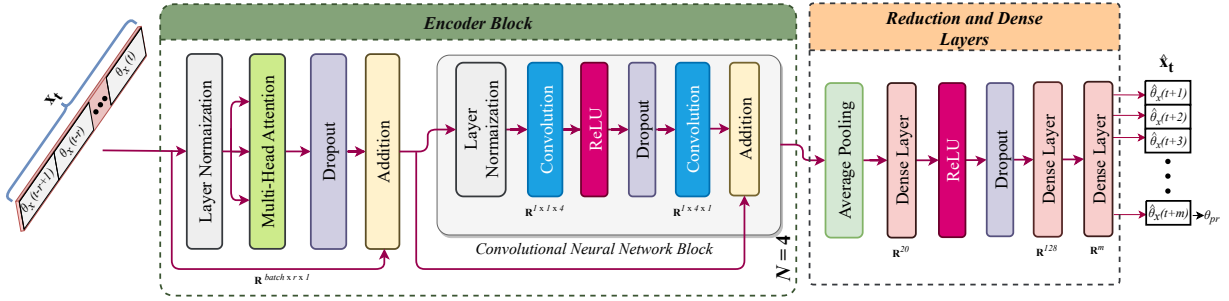 Encoder Block
Reduction and Dense
Layers
x_t
θ_x(t)
θ_x(t-r)
θ_x(t-r+1)
Layer Normaization
Multi-Head Attention
Dropout
Addition
R^{batch x r x 1}
Layer
Normaization
Convolution
ReLU
Dropout
Convolution
Addition
R^{1 x 1 x 4}
R^{1 x 4 x 1}
Convolutional Neural Network Block
N = 4
Average Pooling
Dense Layer
ReLU
Dropout
Dense Layer
Dense Layer
R^{20}
R^{128}
R^m
x̂_t
θ̂_x(t+1)
θ̂_x(t+2)
θ̂_x(t+3)
θ̂_x(t+m)
θ_pr